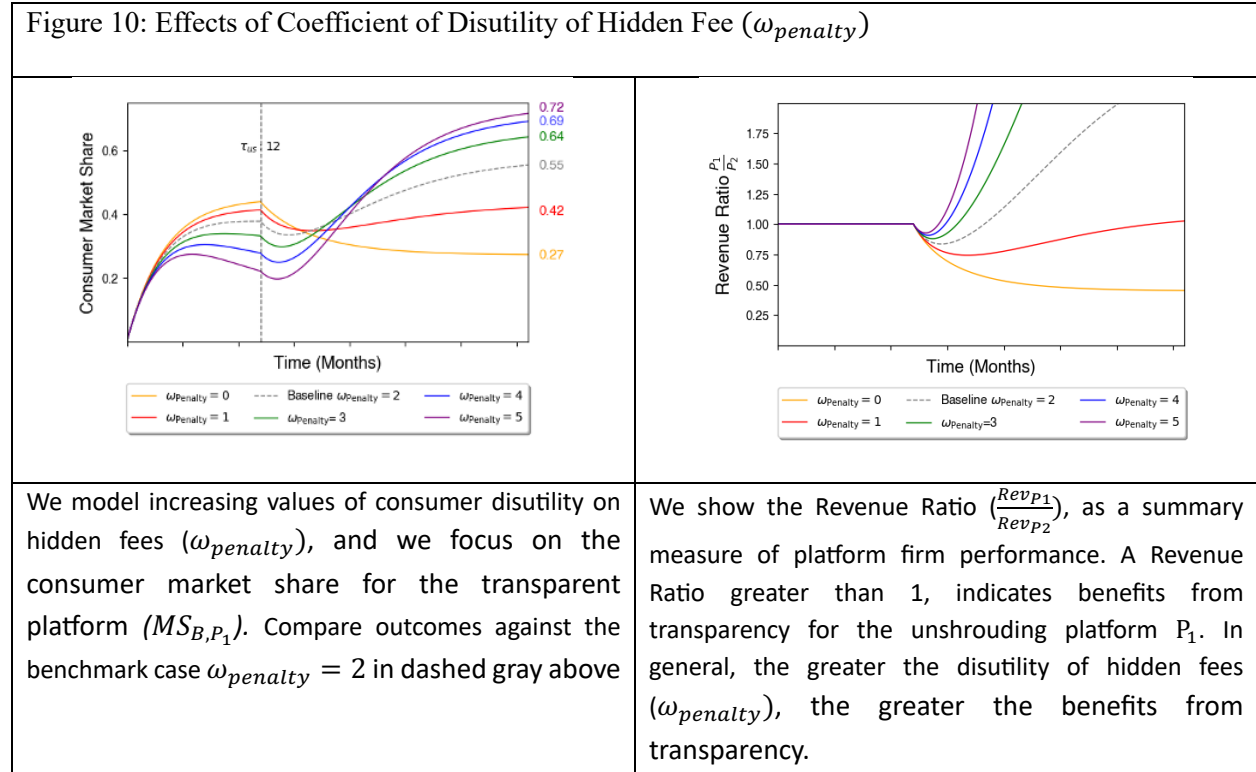 Figure 10: Effects of Coefficient of Disutility of Hidden Fee (ω_penalty)
Consumer Market Share
0.6
0.4
0.2
τ_us : 12
0.72
0.69
0.64
0.55
0.42
0.27
Time (Months)
ω_Penalty = 0
Baseline ω_Penalty = 2
ω_Penalty = 4
ω_Penalty = 1
ω_Penalty=3
ω_Penalty = 5
Revenue Ratio P_1/P_2
1.75
1.50
1.25
1.00
0.75
0.50
0.25
Time (Months)
ω_Penalty = 0
Baseline ω_Penalty = 2
ω_Penalty = 4
ω_Penalty = 1
ω_Penalty=3
ω_Penalty = 5
We model increasing values of consumer disutility on
hidden fees (ω_penalty), and we focus on the
consumer market share for the transparent
platform (MS_B,P_1). Compare outcomes against the
benchmark case ω_penalty = 2 in dashed gray above
We show the Revenue Ratio (Rev_P1/Rev_P2), as a summary
measure of platform firm performance. A Revenue
Ratio greater than 1, indicates benefits from
transparency for the unshrouding platform P_1. In
general, the greater the disutility of hidden fees
(ω_penalty), the greater the benefits from
transparency.